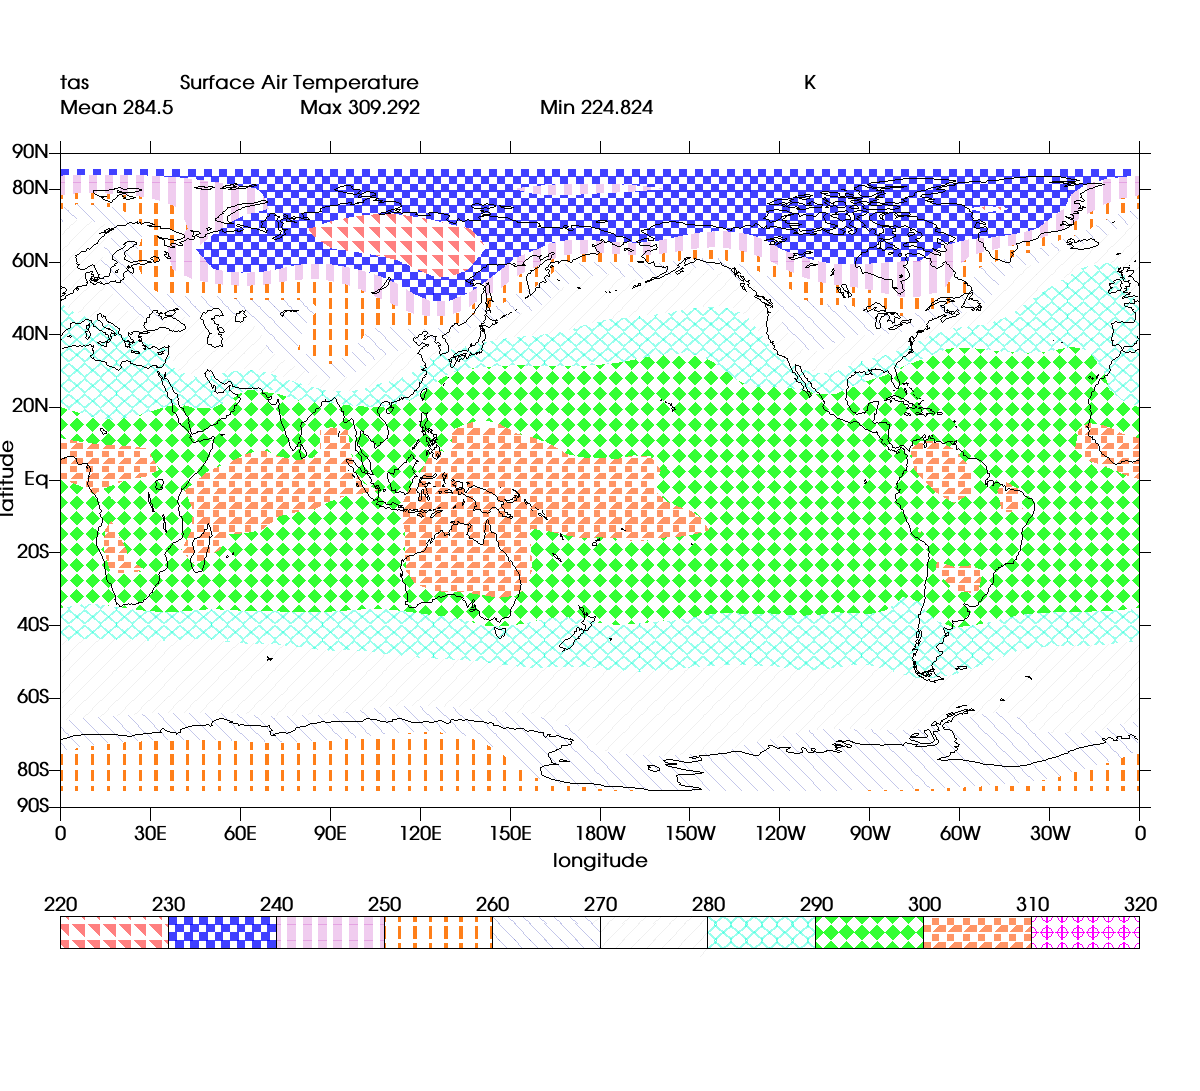 tas Surface Air Temperature K
Mean 284.5 Max 309.292 Min 224.824
90N
80N
60N
40N
20N
Eq
20S
40S
60S
80S
90S
latitude
0 30E 60E 90E 120E 150E 180W 150W 120W 90W 60W 30W 0
longitude
220 230 240 250 260 270 280 290 300 310 320